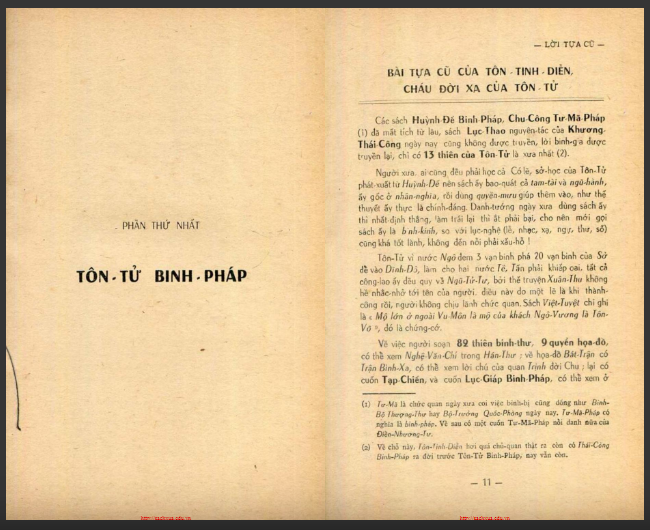 PHẦN THỨ NHẤT
TÔN - TỬ BINH - PHÁP
— LỜI TỰA CŨ —
BÀI TỰA CŨ CỦA TÔN - TINH - DIỄN,
CHÁU ĐỜI XA CỦA TÔN - TỬ
Các sách Huỳnh-Đế Binh-Pháp, Chu-Công Tư-Mã-Pháp
(1) đã mất tích từ lâu, sách Lục-Thao nguyên-tác của Khương-
Thái-Công ngày nay cũng không được truyền, lời binh-gia được
truyền lại, chỉ có 13 thiên của Tôn-Tử là xưa nhất (2).
Người xưa, ai cũng đều phải học cả. Có lẽ, sở-học của Tôn-Tử
phát-xuất từ Huỳnh-Đế nên sách ấy bao-quát cả tam-tài và ngũ-hành,
ấy gốc ở nhân-nghĩa, rồi dùng quyền-mưu giúp thêm vào, như thế
thuyết ấy thực là chính-đáng. Danh-tướng ngày xưa dùng sách ấy
thì nhất-định thắng, làm trái lại thì ắt phải bại, cho nên mới gọi
sách ấy là binh-kinh, so với lục-nghệ (lễ, nhạc, xạ, ngự, thư, số)
cũng khá tốt lành, không đến nỗi phải xấu-hổ !
Tôn-Tử vì nước Ngô đem 3 vạn binh phá 20 vạn binh của Sở
để vào Dĩnh-Đô, làm cho hai nước Tề, Tấn phải khiếp oai, tất cả
công-lao ấy đều quy về Ngũ-Tử-Tư, bởi thế truyện Xuân-Thu không
hề nhắc-nhở tới tên của người, điều này do một lẽ là khi thành-
công rồi, người không chịu lãnh chức quan. Sách Việt-Tuyệt chỉ ghi
là « Mộ lớn ở ngoài Vu-Môn là mộ của khách Ngô-Vương là Tôn-
Võ », đó là chứng-cớ.
Về việc người soạn 82 thiên binh-thư, 9 quyển họa-đồ,
có thể xem Nghệ-Văn-Chí trong Hán-Thư ; về họa-đồ Bát-Trận có
Trận Binh-Xa, có thể xem lời chú của quan Trịnh đời Chu ; lại có
cuốn Tạp-Chiến, và cuốn Lục-Giáp Binh-Pháp, có thể xem ở
(1) Tư-Mã là chức quan ngày xưa coi việc binh-bị cũng đồng như Binh-
Bộ Thượng-Thư hay Bộ-Trưởng Quốc-Phòng ngày nay. Tư-Mã-Pháp có
nghĩa là binh-pháp. Về sau có một cuốn Tư-Mã-Pháp nổi danh nữa của
Điền-Nhương-Tư.
(2) Về chỗ này, Tôn-Tinh-Diễn hơi quá chủ-quan thật ra còn có Thái-Công
Binh-Pháp ra đời trước Tôn-Tử Binh-Pháp, nay vẫn còn.
— 11 —